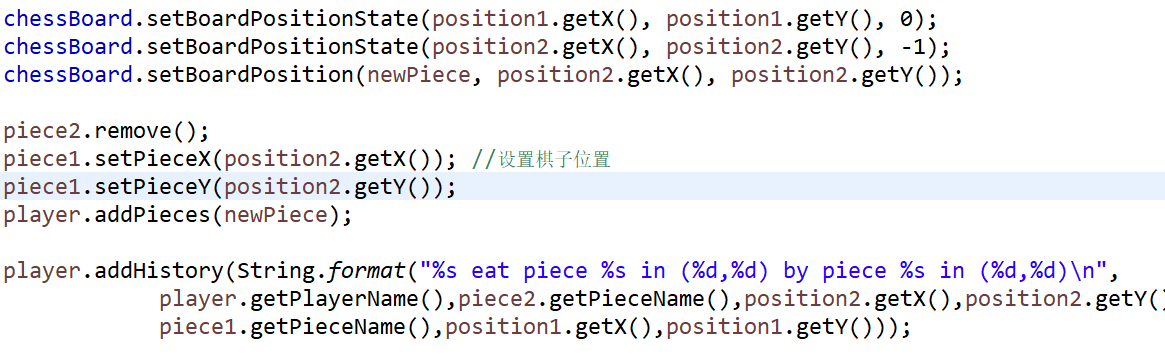 chessBoard.setBoardPositionState(position1.getX(), position1.getY(), 0);
chessBoard.setBoardPositionState(position2.getX(), position2.getY(), -1);
chessBoard.setBoardPosition(newPiece, position2.getX(), position2.getY());
piece2.remove();
piece1.setPieceX(position2.getX()); //设置棋子位置
piece1.setPieceY(position2.getY());
player.addPieces(newPiece);
player.addHistory(String.format("%s eat piece %s in (%d,%d) by piece %s in (%d,%d)\n",
player.getPlayerName(),piece2.getPieceName(),position2.getX(),position2.getY()
piece1.getPieceName(),position1.getX(),position1.getY()));